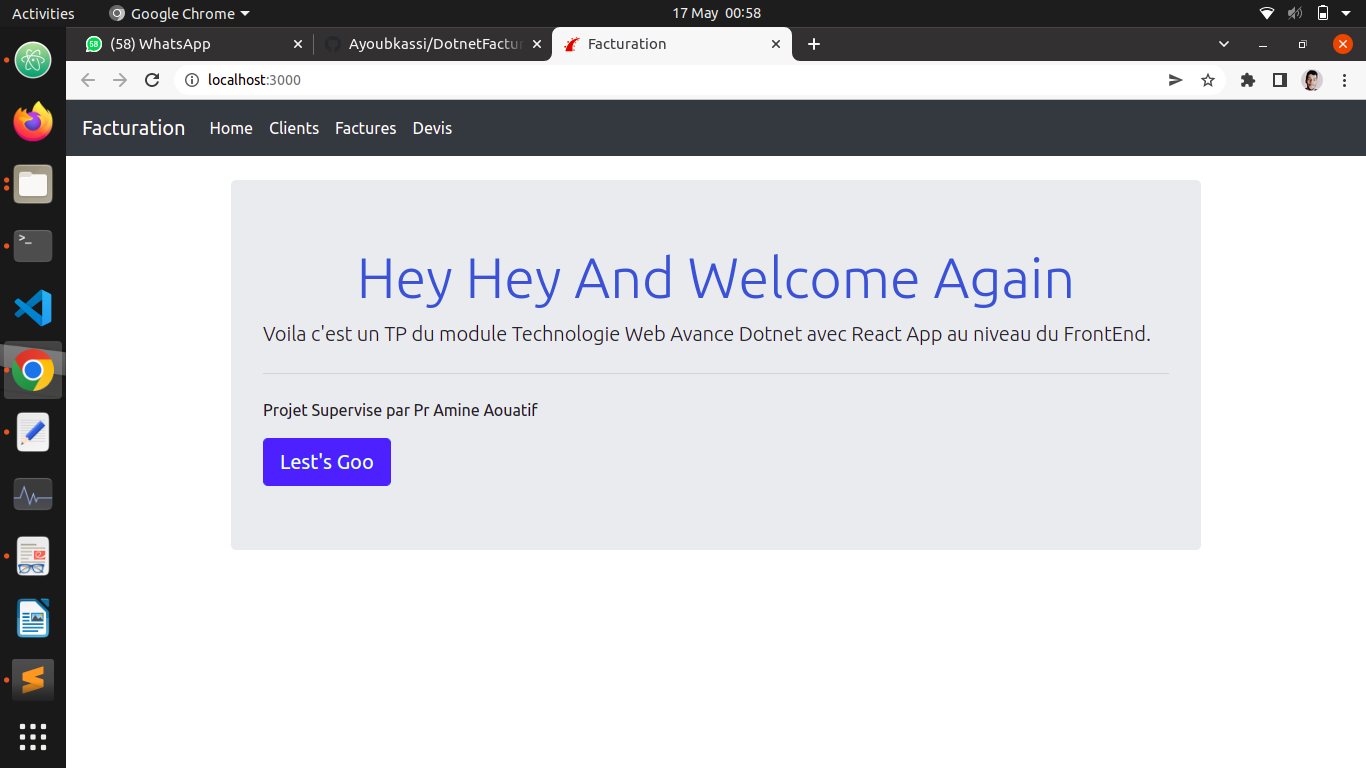 Activities
Google Chrome
17 May 00:58
(58) WhatsApp
Ayoubkassi/DotnetFactur
Facturation
localhost:3000
Facturation
Home
Clients
Factures
Devis
Hey Hey And Welcome Again
Voila c'est un TP du module Technologie Web Avance Dotnet avec React App au niveau du FrontEnd.
Projet Supervise par Pr Amine Aouatif
Lest's Goo